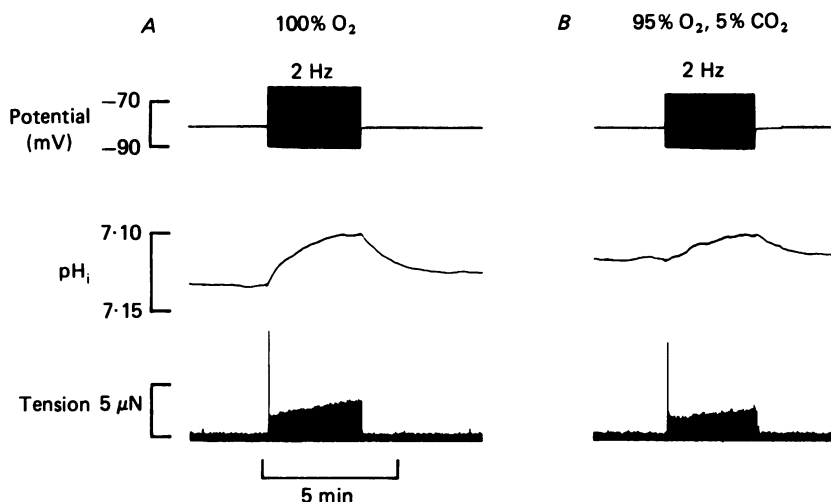 A 100% O₂ B 95% O₂, 5% CO₂
2 Hz 2 Hz
Potential (mV)
−70
−90
pHᵢ
7·10
7·15
Tension 5 μN
5 min